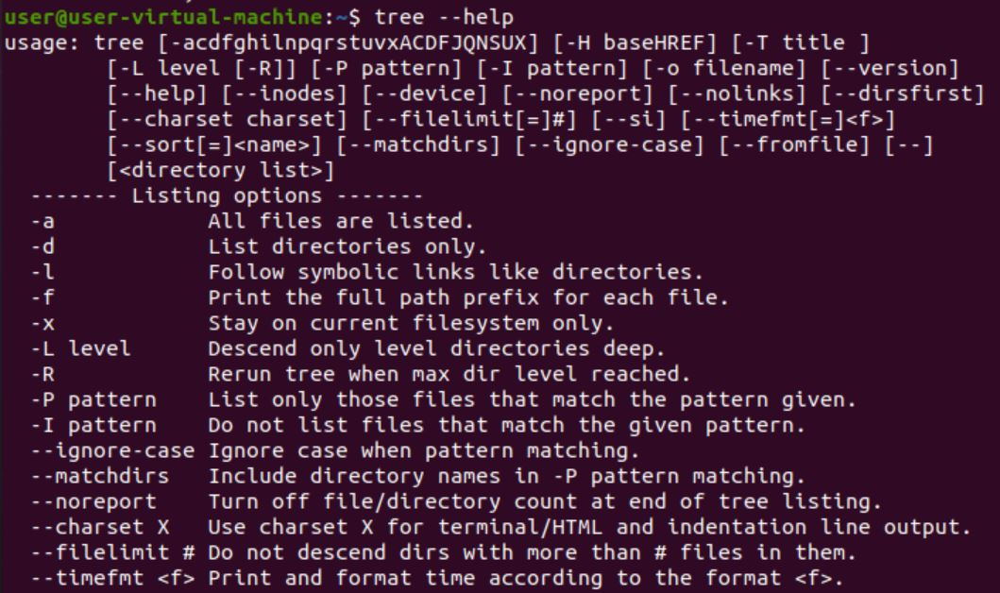 user@user-virtual-machine:~$ tree --help
usage: tree [-acdfghilnpqrstuvxACDFJQNSUX] [-H baseHREF] [-T title ]
[-L level [-R]] [-P pattern] [-I pattern] [-o filename] [--version]
[--help] [--inodes] [--device] [--noreport] [--nolinks] [--dirsfirst]
[--charset charset] [--filelimit[=]#] [--si] [--timefmt[=]<f>]
[--sort[=]<name>] [--matchdirs] [--ignore-case] [--fromfile] [--]
[<directory list>]
------- Listing options -------
-a            All files are listed.
-d            List directories only.
-l            Follow symbolic links like directories.
-f            Print the full path prefix for each file.
-x            Stay on current filesystem only.
-L level      Descend only level directories deep.
-R            Rerun tree when max dir level reached.
-P pattern    List only those files that match the pattern given.
-I pattern    Do not list files that match the given pattern.
--ignore-case Ignore case when pattern matching.
--matchdirs   Include directory names in -P pattern matching.
--noreport    Turn off file/directory count at end of tree listing.
--charset X   Use charset X for terminal/HTML and indentation line output.
--filelimit # Do not descend dirs with more than # files in them.
--timefmt <f> Print and format time according to the format <f>.